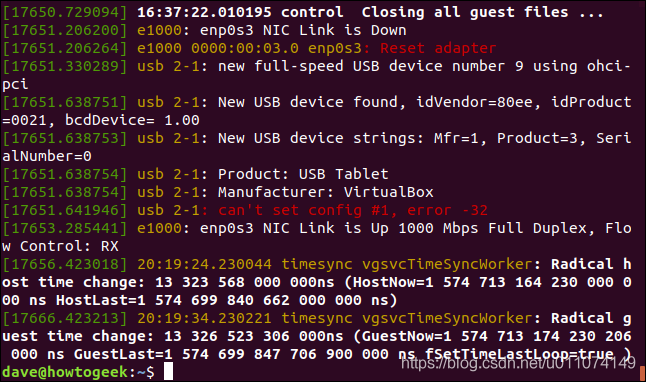 [17650.729094] 16:37:22.010195 control  Closing all guest files ...
[17651.206200] e1000: enp0s3 NIC Link is Down
[17651.206264] e1000 0000:00:03.0 enp0s3: Reset adapter
[17651.330289] usb 2-1: new full-speed USB device number 9 using ohci-
pci
[17651.638751] usb 2-1: New USB device found, idVendor=80ee, idProduct
=0021, bcdDevice= 1.00
[17651.638753] usb 2-1: New USB device strings: Mfr=1, Product=3, Seri
alNumber=0
[17651.638754] usb 2-1: Product: USB Tablet
[17651.638754] usb 2-1: Manufacturer: VirtualBox
[17651.641946] usb 2-1: can't set config #1, error -32
[17653.285441] e1000: enp0s3 NIC Link is Up 1000 Mbps Full Duplex, Flo
w Control: RX
[17656.423018] 20:19:24.230044 timesync vgsvcTimeSyncWorker: Radical h
ost time change: 13 323 568 000 000ns (HostNow=1 574 713 164 230 000 0
00 ns HostLast=1 574 699 840 662 000 000 ns)
[17666.423213] 20:19:34.230221 timesync vgsvcTimeSyncWorker: Radical g
uest time change: 13 326 523 306 000ns (GuestNow=1 574 713 174 230 206
 000 ns GuestLast=1 574 699 847 706 900 000 ns fSetTimeLastLoop=true )
dave@howtogeek:~$
https://blog.csdn.net/u011074149